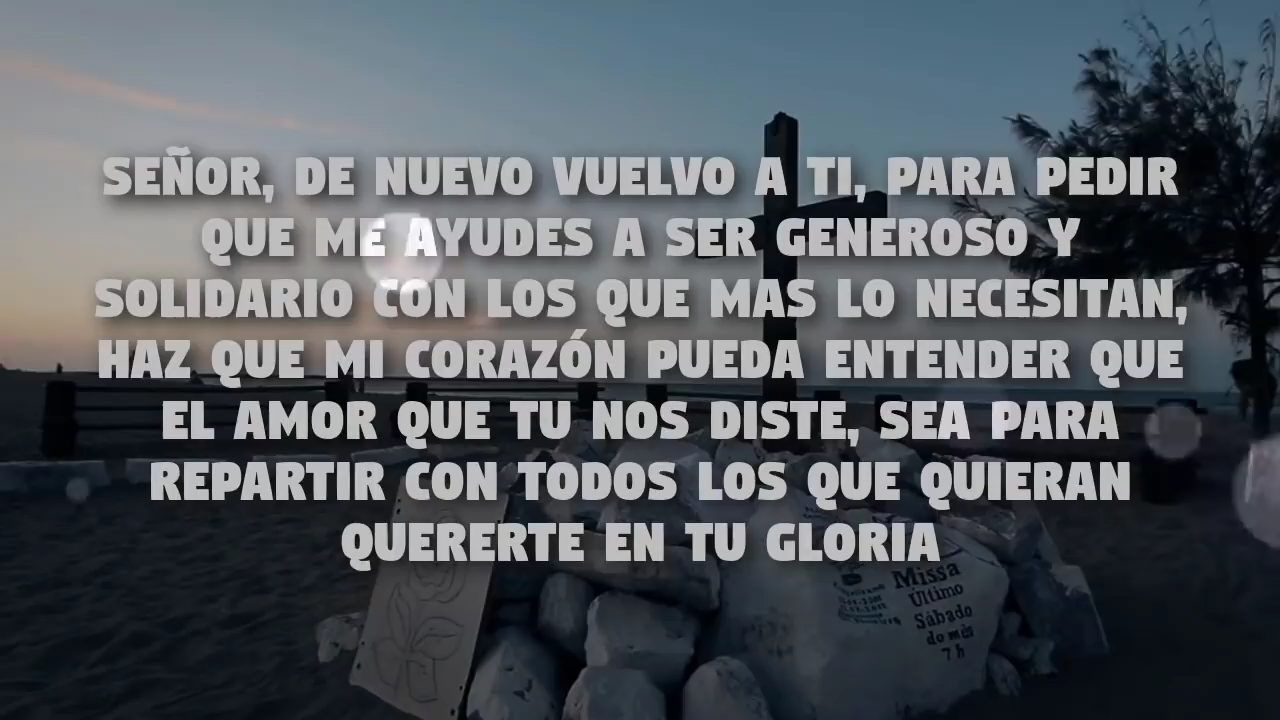 SEÑOR, DE NUEVO VUELVO A TI, PARA PEDIR
QUE ME AYUDES A SER GENEROSO Y
SOLIDARIO CON LOS QUE MAS LO NECESITAN,
HAZ QUE MI CORAZÓN PUEDA ENTENDER QUE
EL AMOR QUE TU NOS DISTE, SEA PARA
REPARTIR CON TODOS LOS QUE QUIERAN
QUERERTE EN TU GLORIA
Missa
Último
Sábado
do mês
7 h